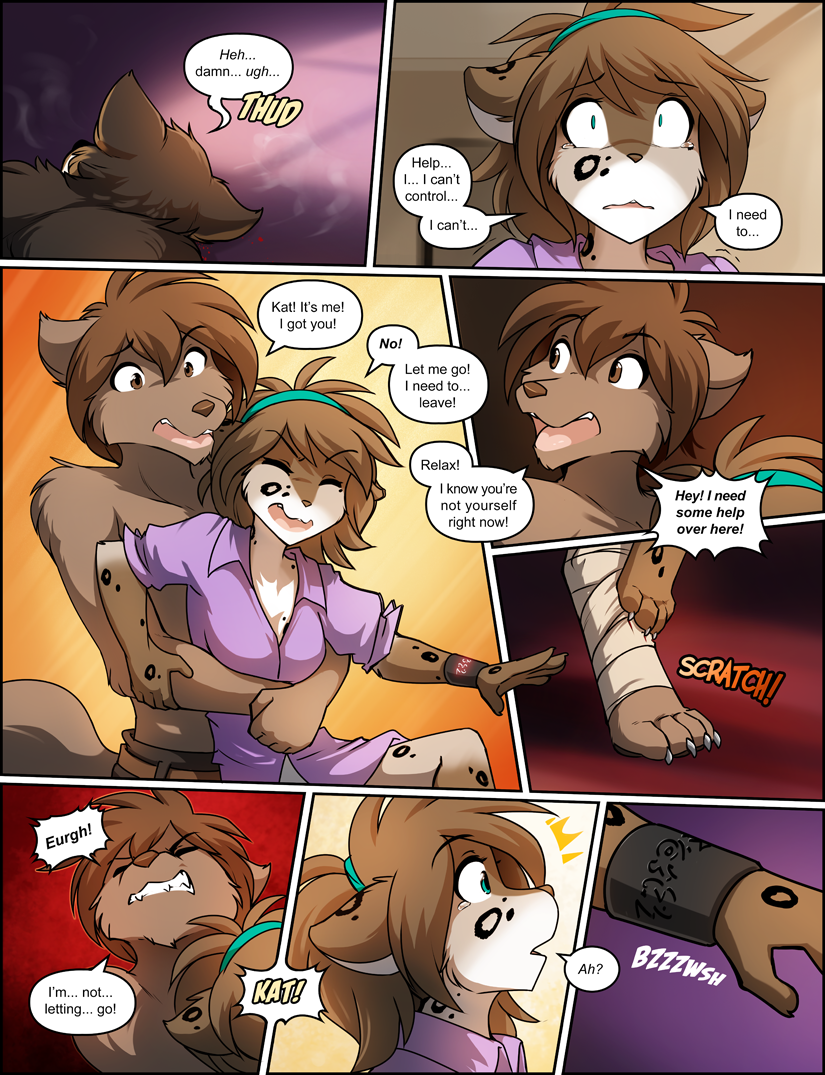 Heh...
damn... ugh...
THUD
Help...
I... I can't
control...
I can't...
I need
to...
Kat! It's me!
I got you!
No!
Let me go!
I need to...
leave!
Relax!
I know you're
not yourself
right now!
Hey! I need
some help
over here!
SCRATCH!
Eurgh!
I'm... not...
letting... go!
KAT!
Ah?
BZZZWSH